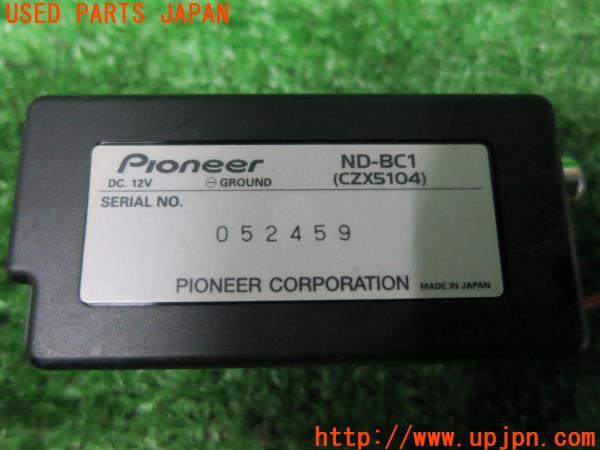 USED PARTS JAPAN
Pioneer
ND-BC1
DC. 12V
⊖ GROUND
(CZX5104)
SERIAL NO.
052459
PIONEER CORPORATION
MADE IN JAPAN
http://www.upjpn.com